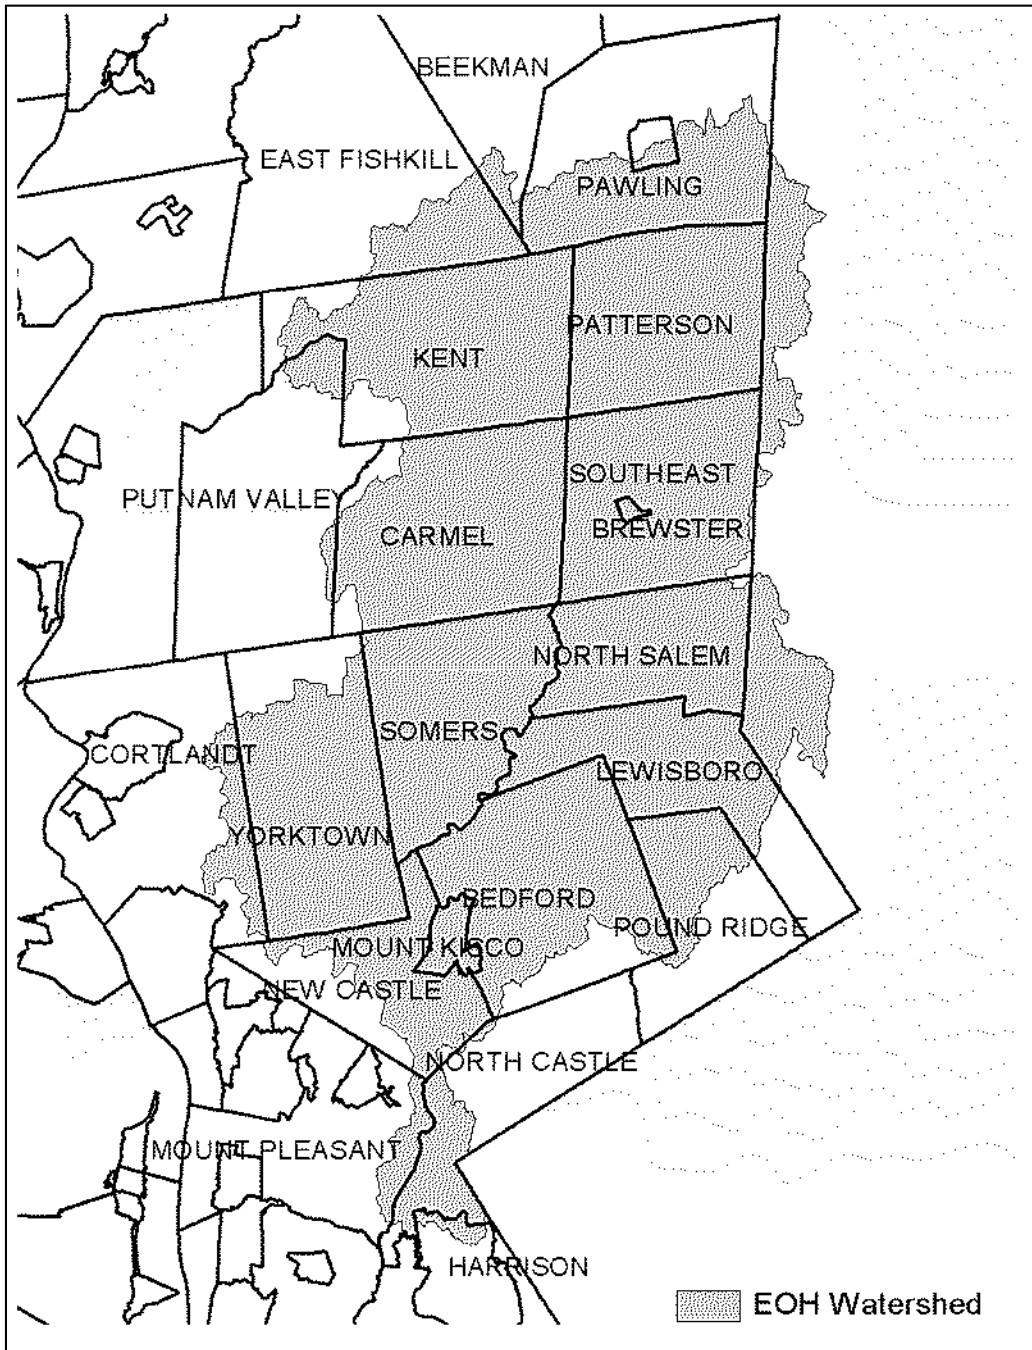 BEEKMAN
EAST FISHKILL
PAWLING
PATTERSON
KENT
SOUTHEAST
PUTNAM VALLEY
BREWSTER
CARMEL
NORTH SALEM
SOMERS
CORTLANDT
LEWISBORO
YORKTOWN
BEDFORD
POUND RIDGE
MOUNT KISCO
NEW CASTLE
NORTH CASTLE
MOUNT PLEASANT
HARRISON
EOH Watershed